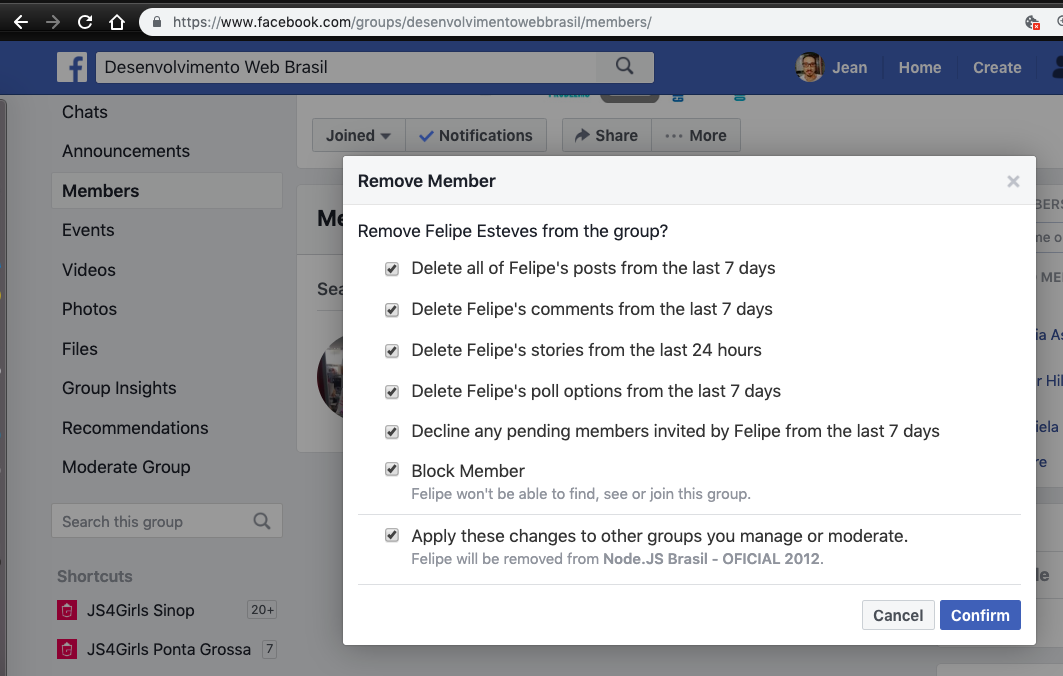 https://www.facebook.com/groups/desenvolvimentowebbrasil/members/
Desenvolvimento Web Brasil
Jean
Home
Create
Chats
Announcements
Members
Events
Videos
Photos
Files
Group Insights
Recommendations
Moderate Group
Search this group
Shortcuts
JS4Girls Sinop 20+
JS4Girls Ponta Grossa 7
Joined
Notifications
Share
More
Remove Member
Remove Felipe Esteves from the group?
Delete all of Felipe's posts from the last 7 days
Delete Felipe's comments from the last 7 days
Delete Felipe's stories from the last 24 hours
Delete Felipe's poll options from the last 7 days
Decline any pending members invited by Felipe from the last 7 days
Block Member
Felipe won't be able to find, see or join this group.
Apply these changes to other groups you manage or moderate.
Felipe will be removed from Node.JS Brasil - OFICIAL 2012.
Cancel
Confirm